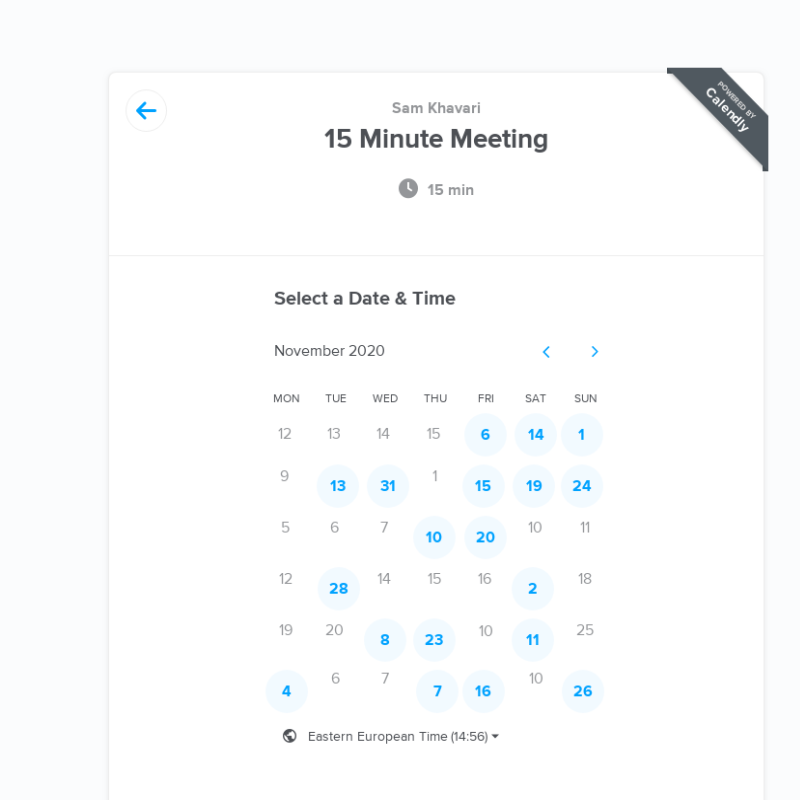 POWERED BY
Calendly
Sam Khavari
15 Minute Meeting
15 min
Select a Date & Time
November 2020
MON TUE WED THU FRI SAT SUN
12 13 14 15 6 14 1
9 13 31 1 15 19 24
5 6 7 10 20 10 11
12 28 14 15 16 2 18
19 20 8 23 10 11 25
4 6 7 7 16 10 26
Eastern European Time (14:56)